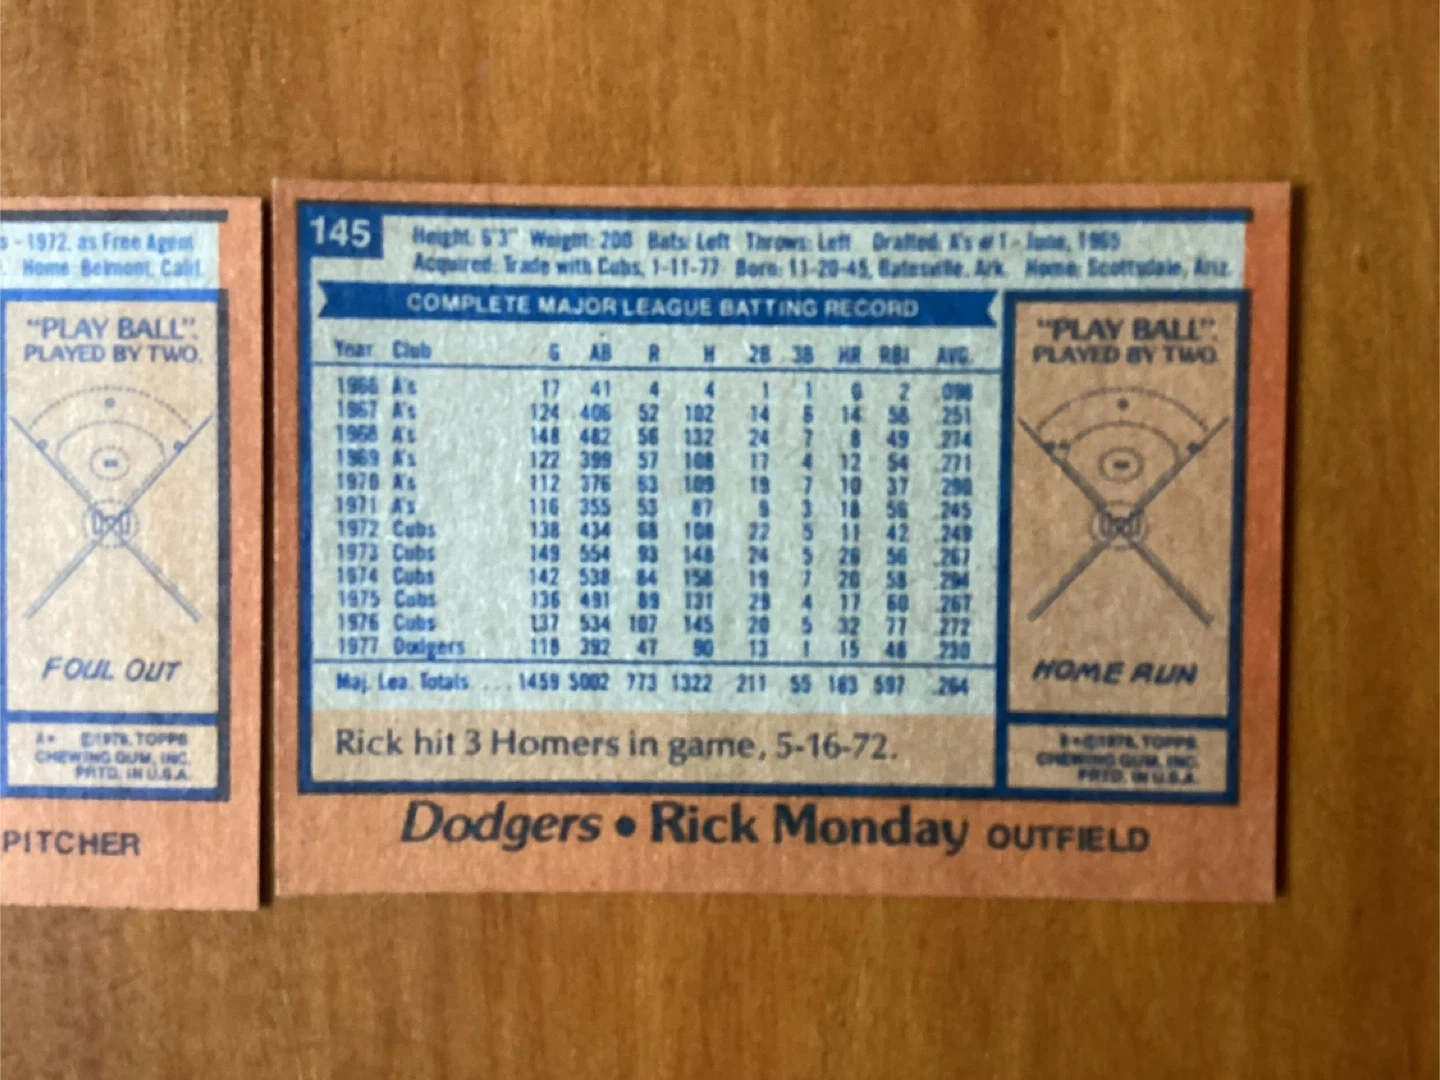 s - 1972, as Free Agent
Home: Belmont, Calif.
"PLAY BALL".
PLAYED BY TWO.
FOUL OUT
©1978, TOPPS
CHEWING GUM, INC.
PRTD. IN U.S.A.
PITCHER
145
Height: 6'3" Weight: 200 Bats: Left Throws: Left Drafted: A's #1 - June, 1965
Acquired: Trade with Cubs, 1-11-77 Born: 11-20-45, Batesville, Ark. Home: Scottsdale, Ariz.
COMPLETE MAJOR LEAGUE BATTING RECORD
Year Club G AB R H 2B 3B HR RBI AVG.
1966 A's 17 41 4 4 1 1 0 2 .098
1967 A's 124 406 52 102 14 6 14 58 .251
1968 A's 148 482 56 132 24 7 8 49 .274
1969 A's 122 399 57 108 17 4 12 54 .271
1970 A's 112 376 63 109 19 7 10 37 .290
1971 A's 116 355 53 87 9 3 18 56 .245
1972 Cubs 138 434 68 108 22 5 11 42 .249
1973 Cubs 149 554 93 148 24 5 26 56 .267
1974 Cubs 142 538 84 158 19 7 20 58 .294
1975 Cubs 136 491 89 131 29 4 17 60 .267
1976 Cubs 137 534 107 145 20 5 32 77 .272
1977 Dodgers 118 392 47 90 13 1 15 48 .230
Maj. Lea. Totals ... 1459 5002 773 1322 211 55 183 597 .264
Rick hit 3 Homers in game, 5-16-72.
"PLAY BALL".
PLAYED BY TWO.
HOME RUN
©1978, TOPPS
CHEWING GUM, INC.
PRTD. IN U.S.A.
Dodgers • Rick Monday OUTFIELD